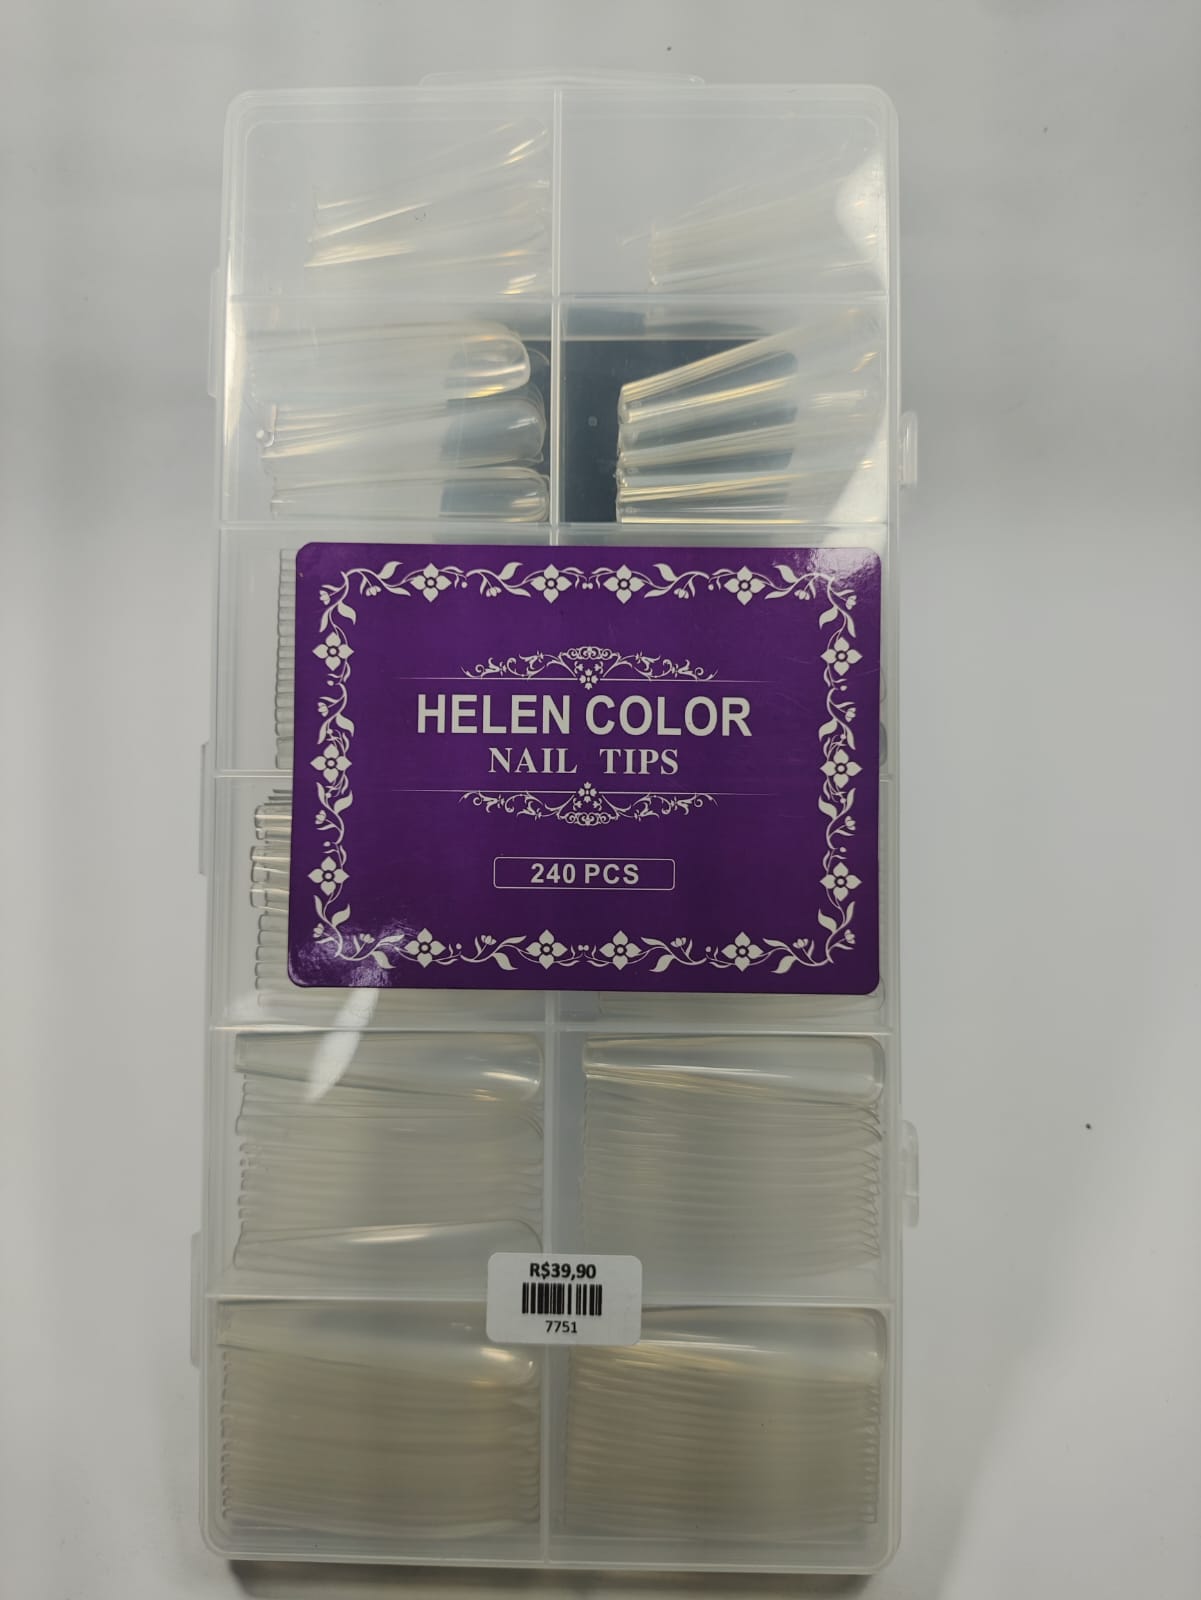 HELEN COLOR
NAIL TIPS
240 PCS
R$39,90
7751